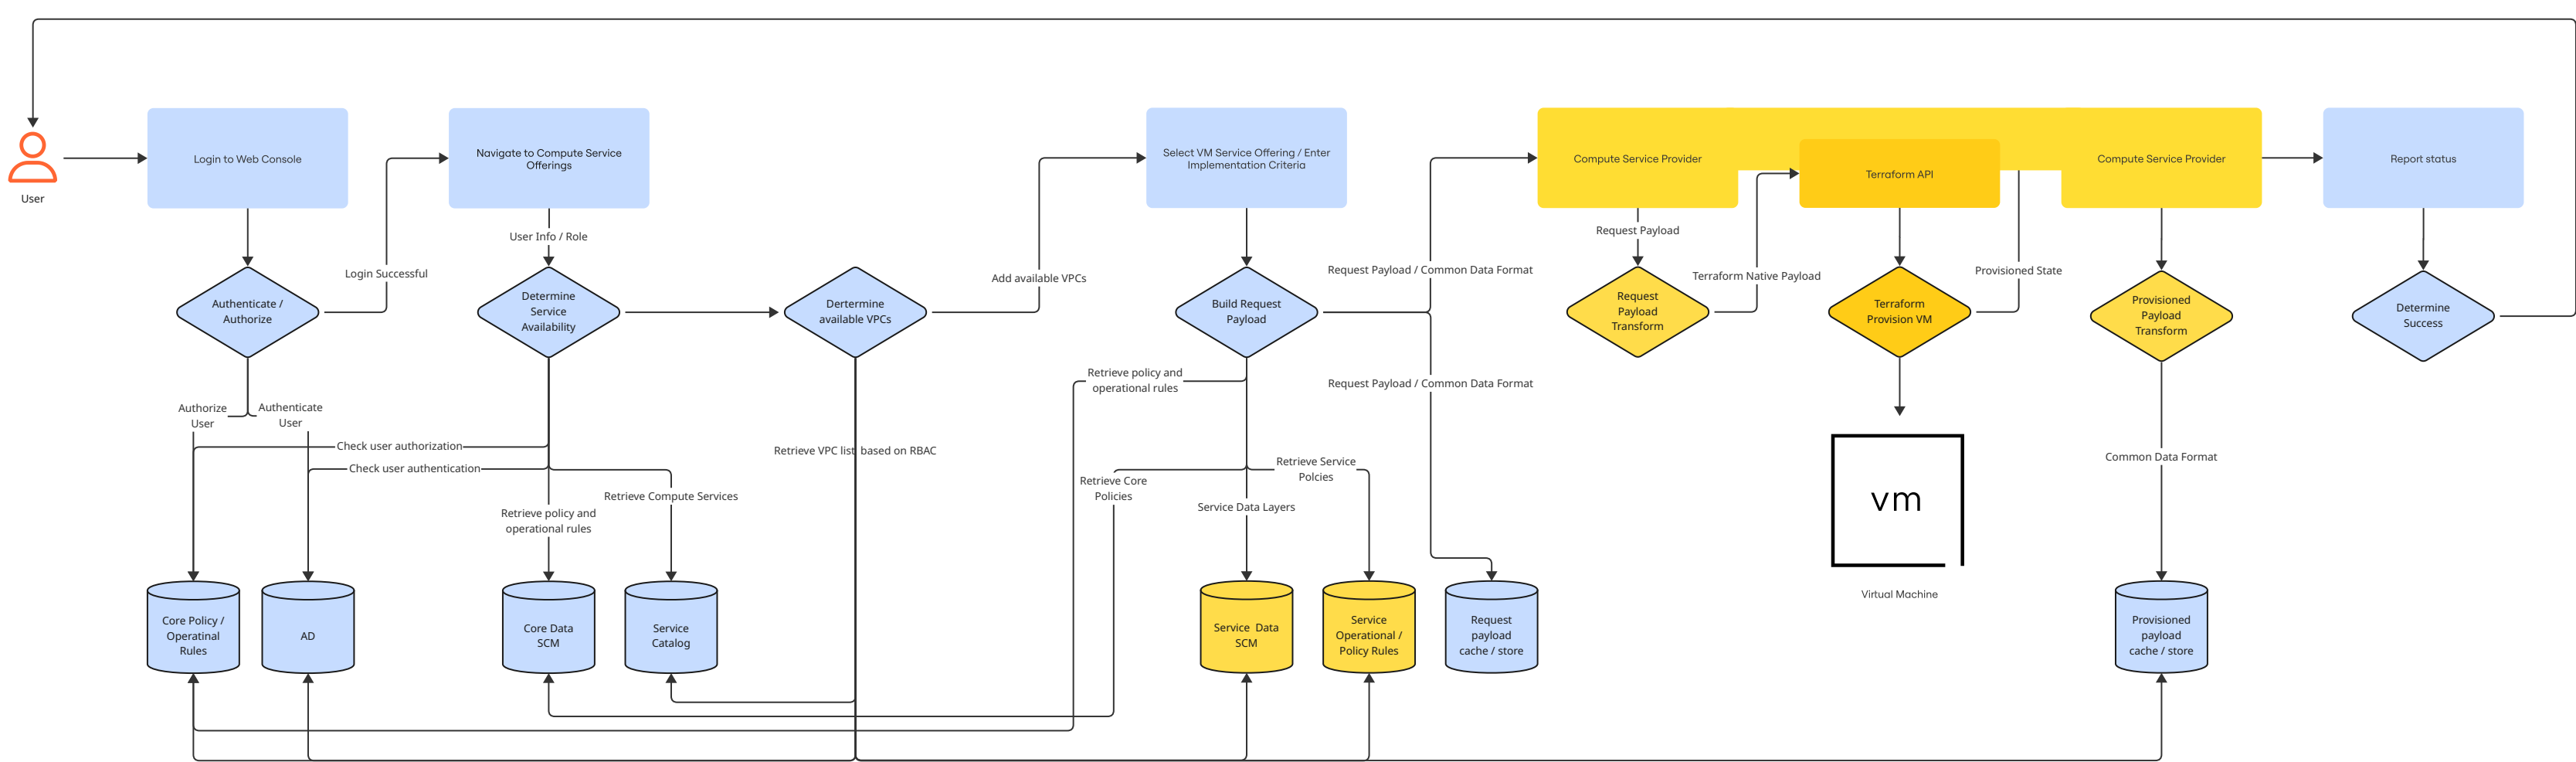 User
Login to Web Console
Navigate to Compute Service
Offerings
Select VM Service Offering / Enter
Implementation Criteria
Compute Service Provider
Terraform API
Compute Service Provider
Report status
User Info / Role
Request Payload
Login Successful
Add available VPCs
Request Payload / Common Data Format
Terraform Native Payload
Provisioned State
Authenticate /
Authorize
Determine
Service
Availability
Dertermine
available VPCs
Build Request
Payload
Request
Payload
Transform
Terraform
Provision VM
Provisioned
Payload
Transform
Determine
Success
Retrieve policy and
operational rules
Request Payload / Common Data Format
Authorize
User
Authenticate
User
Check user authorization
Check user authentication
Retrieve VPC list based on RBAC
Retrieve Compute Services
Retrieve policy and
operational rules
Retrieve Core
Policies
Retrieve Service
Polcies
Service Data Layers
Common Data Format
vm
Virtual Machine
Core Policy /
Operatinal
Rules
AD
Core Data
SCM
Service
Catalog
Service Data
SCM
Service
Operational /
Policy Rules
Request
payload
cache / store
Provisioned
payload
cache / store